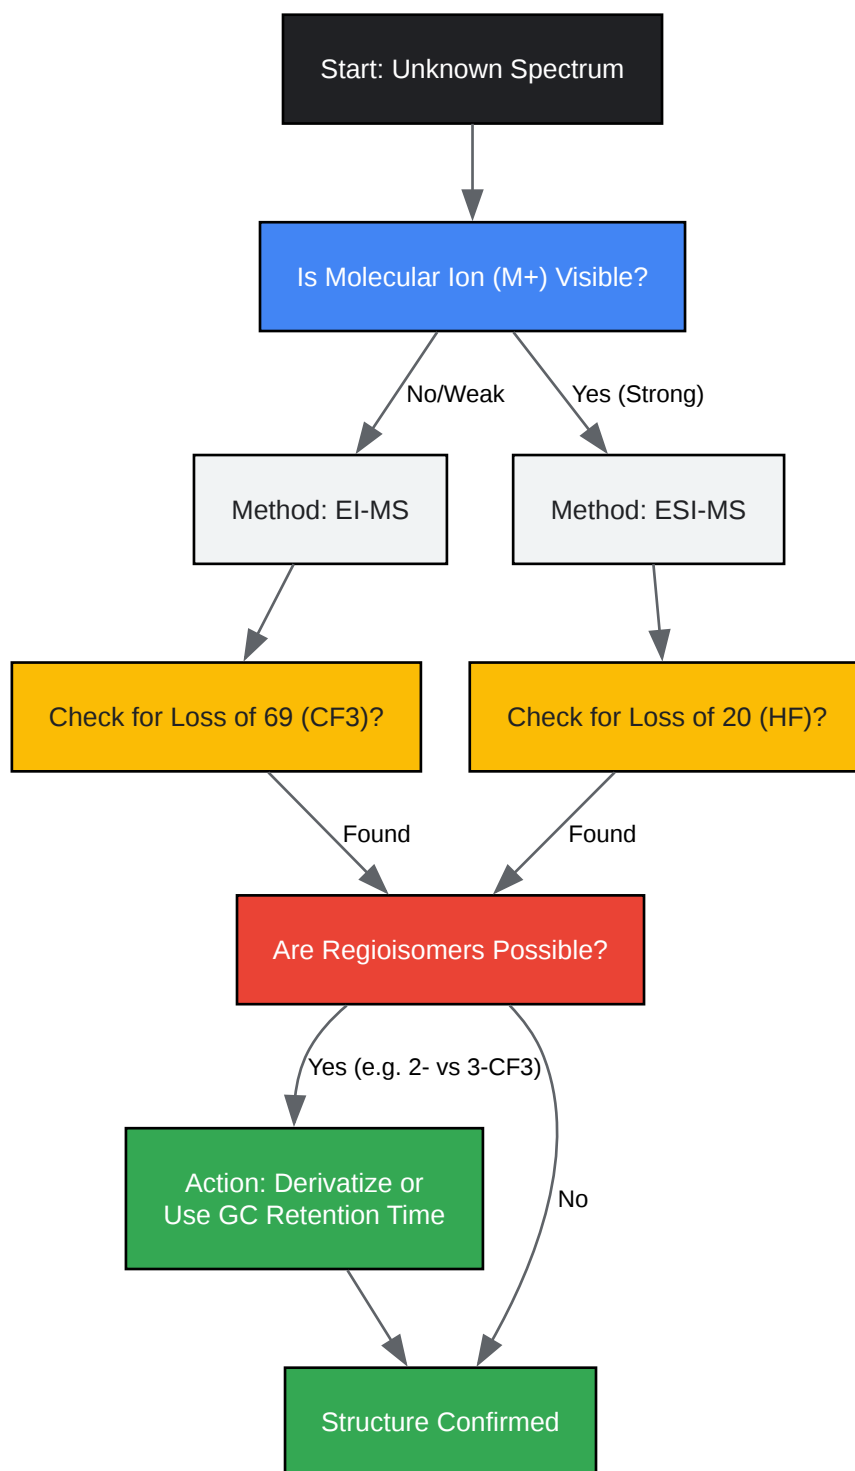 Start: Unknown Spectrum
Is Molecular Ion (M+) Visible?
No/Weak
Yes (Strong)
Method: EI-MS
Method: ESI-MS
Check for Loss of 69 (CF3)?
Check for Loss of 20 (HF)?
Found
Found
Are Regioisomers Possible?
Yes (e.g. 2- vs 3-CF3)
Action: Derivatize or
Use GC Retention Time
No
Structure Confirmed